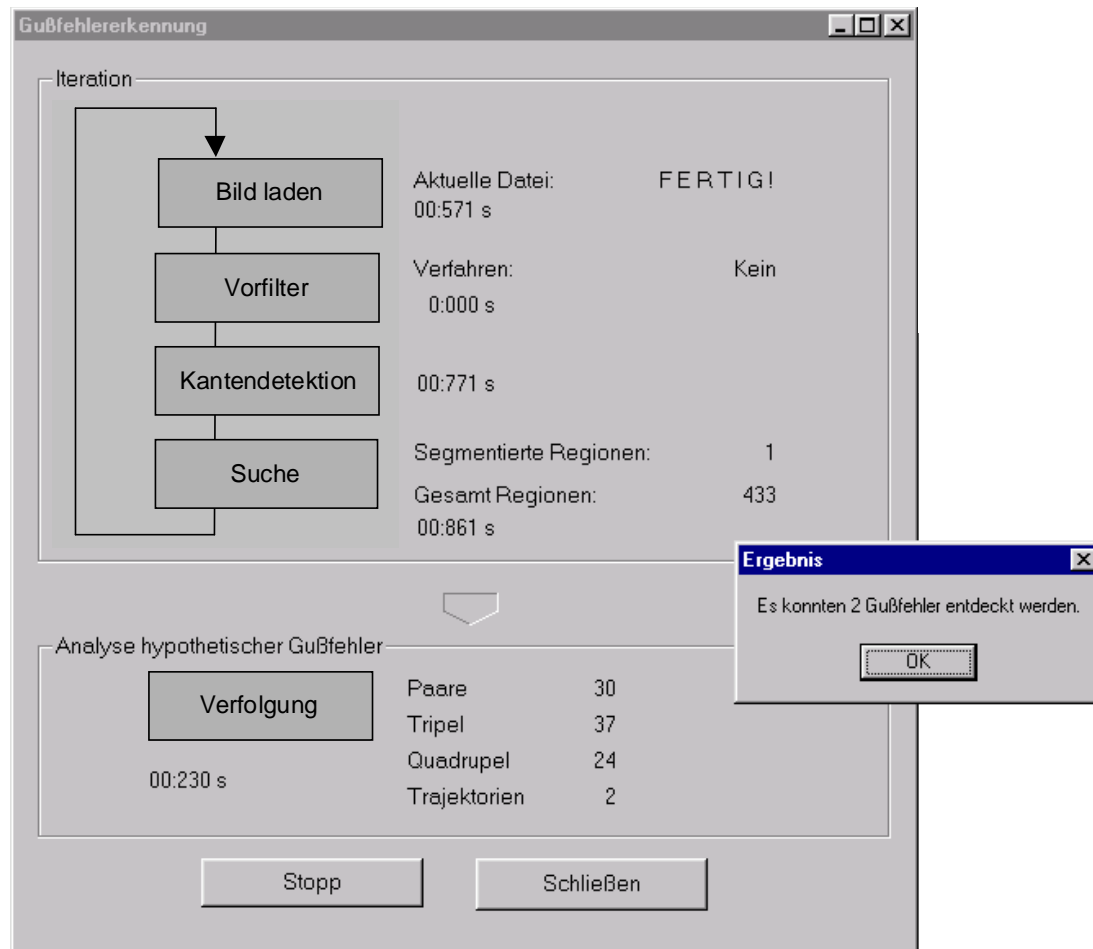 Gußfehlererkennung
Iteration
Bild laden
Aktuelle Datei: FERTIG!
00:571 s
Vorfilter
Verfahren: Kein
0:000 s
Kantendetektion
00:771 s
Suche
Segmentierte Regionen: 1
Gesamt Regionen: 433
00:861 s
Ergebnis
Es konnten 2 Gußfehler entdeckt werden.
OK
Analyse hypothetischer Gußfehler
Verfolgung
00:230 s
Paare 30
Tripel 37
Quadrupel 24
Trajektorien 2
Stopp
Schließen